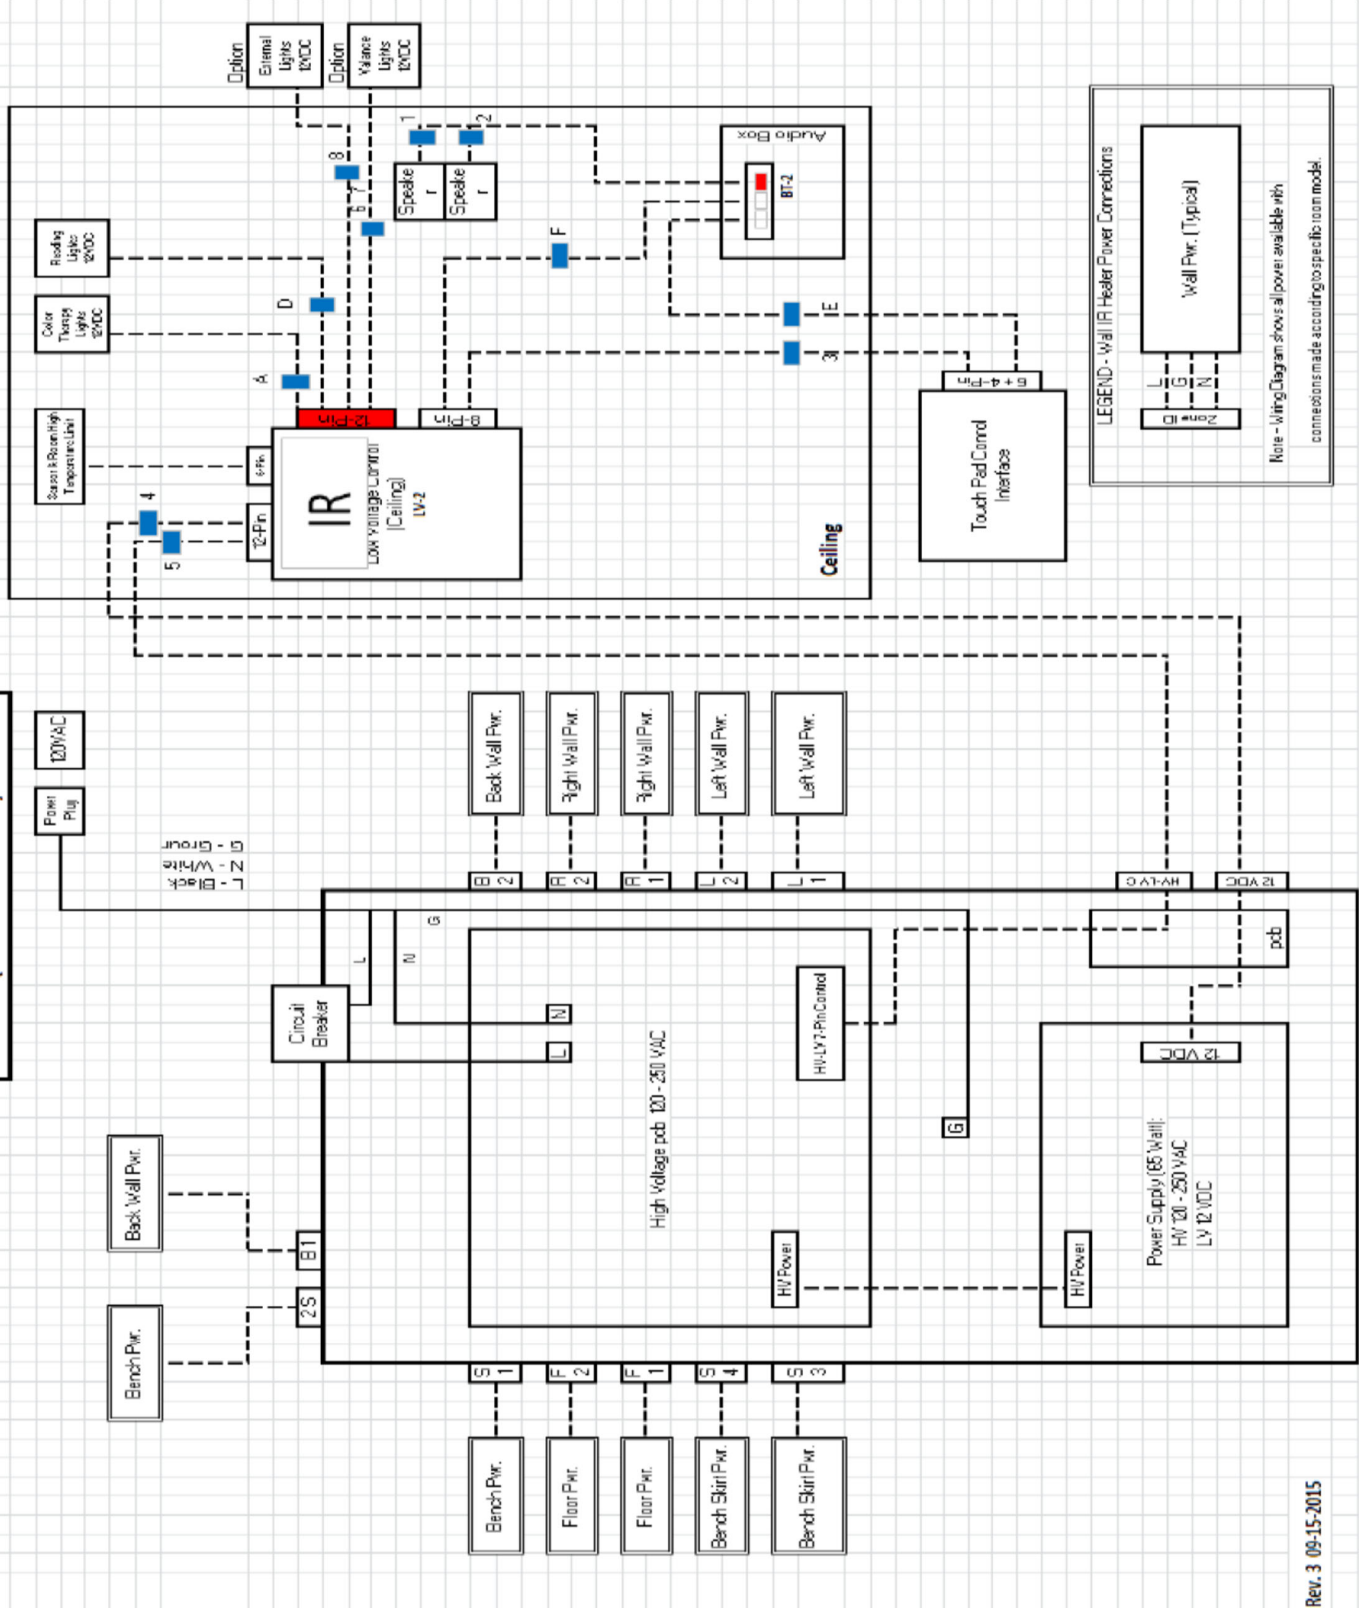 Option
External
Lights
12VDC
Option
Valance
Lights
12VDC
Reading
Lights
12VDC
Color
Therapy
Lights
12VDC
Sensor & Room High
Temperature Limit
8
7
6
1
2
Speake
r
Speake
r
Audio Box
BT-2
D
A
F
E
3
4
5
12-Pin
8-Pin
6-Pin
12-Pin
IR
Low Voltage Control
(Ceiling)
LV-2
Ceiling
6 + 4-Pin
Touch Pad Conrol
Interface
LEGEND - Wall IR Heater Power Connections
Wall Pwr. (Typical)
L
G
N
Zone ID
Note - Wiring Diagram shows all power available with
connections made according to specific room model.
120VAC
Power
Plug
L - Black
N - White
G - Groun
Back Wall Pwr.
Right Wall Pwr.
Right Wall Pwr.
Left Wall Pwr.
Left Wall Pwr.
B 2
R 2
R 1
L 2
L 1
HV-LV C
12 VDC
pcb
G
L
N
Circuit
Breaker
N
L
High Voltage pcb 120 - 250 VAC
HV-LV 7-Pin Control
G
HV Power
HV Power
12 VDC
Power Supply (65 Watt):
HV 120 - 250 VAC
LV 12 VDC
Back Wall Pwr.
Bench Pwr.
B 1
2 S
S 1
F 2
F 1
S 4
S 3
Bench Pwr.
Floor Pwr.
Floor Pwr.
Bench Skirt Pwr.
Bench Skirt Pwr.
Rev. 3 09-15-2015